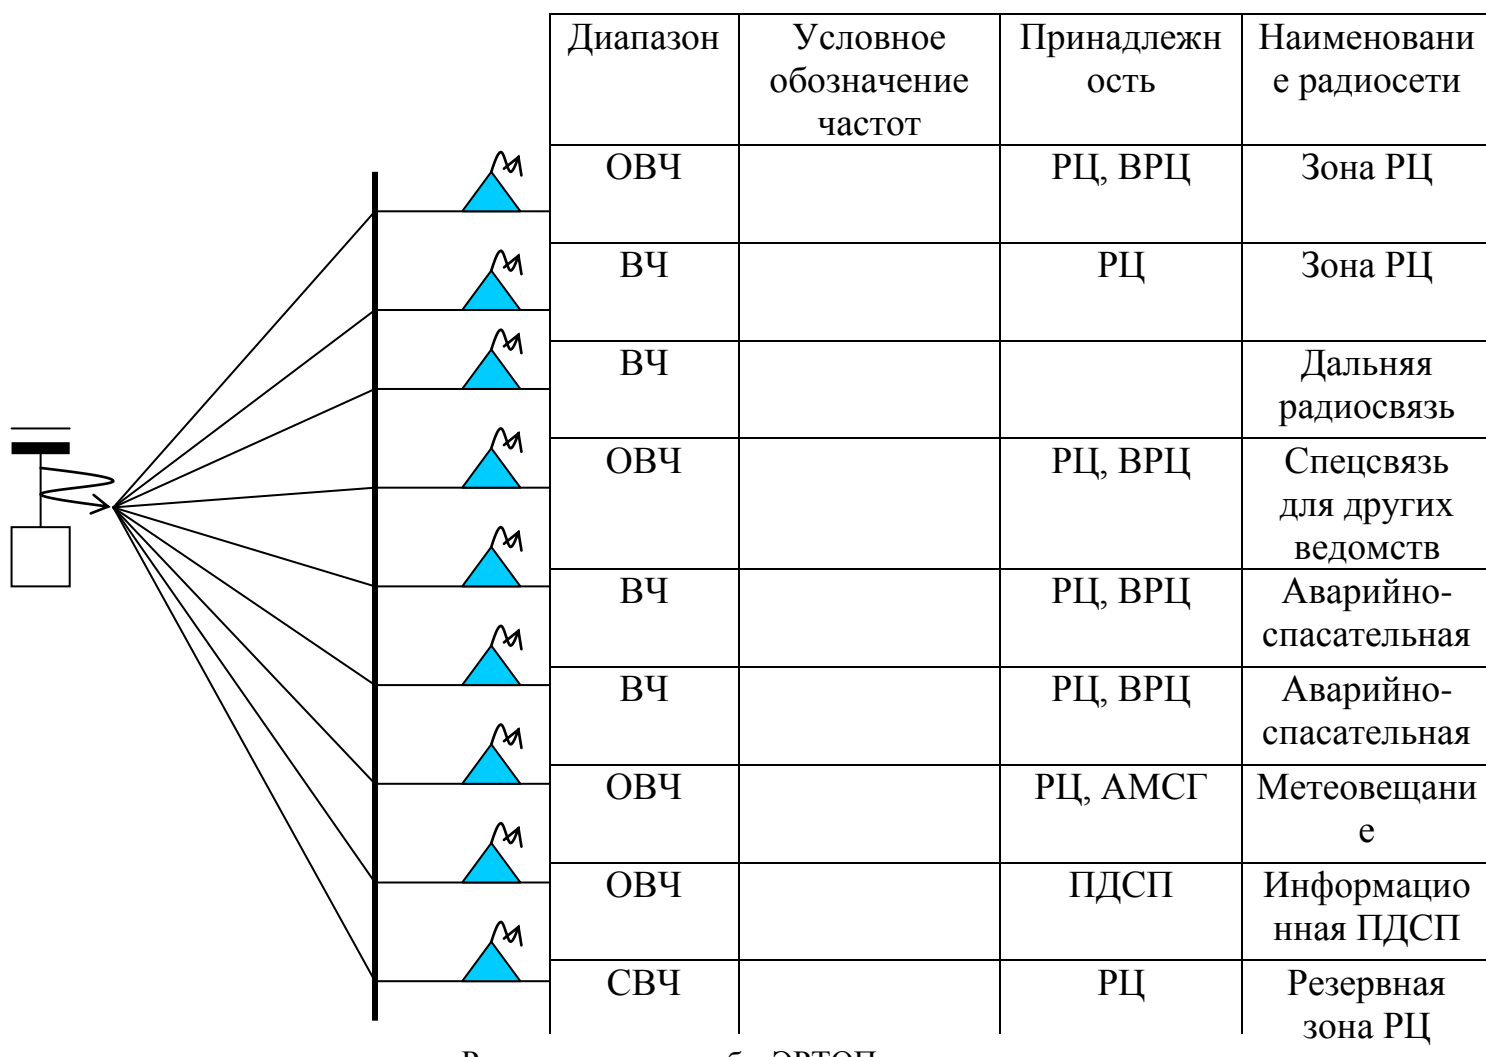 Диапазон Условное Принадлежн Наименовани
обозначение ость е радиосети
частот
ОВЧ РЦ, ВРЦ Зона РЦ
ВЧ РЦ Зона РЦ
ВЧ Дальняя
радиосвязь
ОВЧ РЦ, ВРЦ Спецсвязь
для других
ведомств
ВЧ РЦ, ВРЦ Аварийно-
спасательная
ВЧ РЦ, ВРЦ Аварийно-
спасательная
ОВЧ РЦ, АМСГ Метеовещани
е
ОВЧ ПДСП Информацио
нная ПДСП
СВЧ РЦ Резервная
зона РЦ